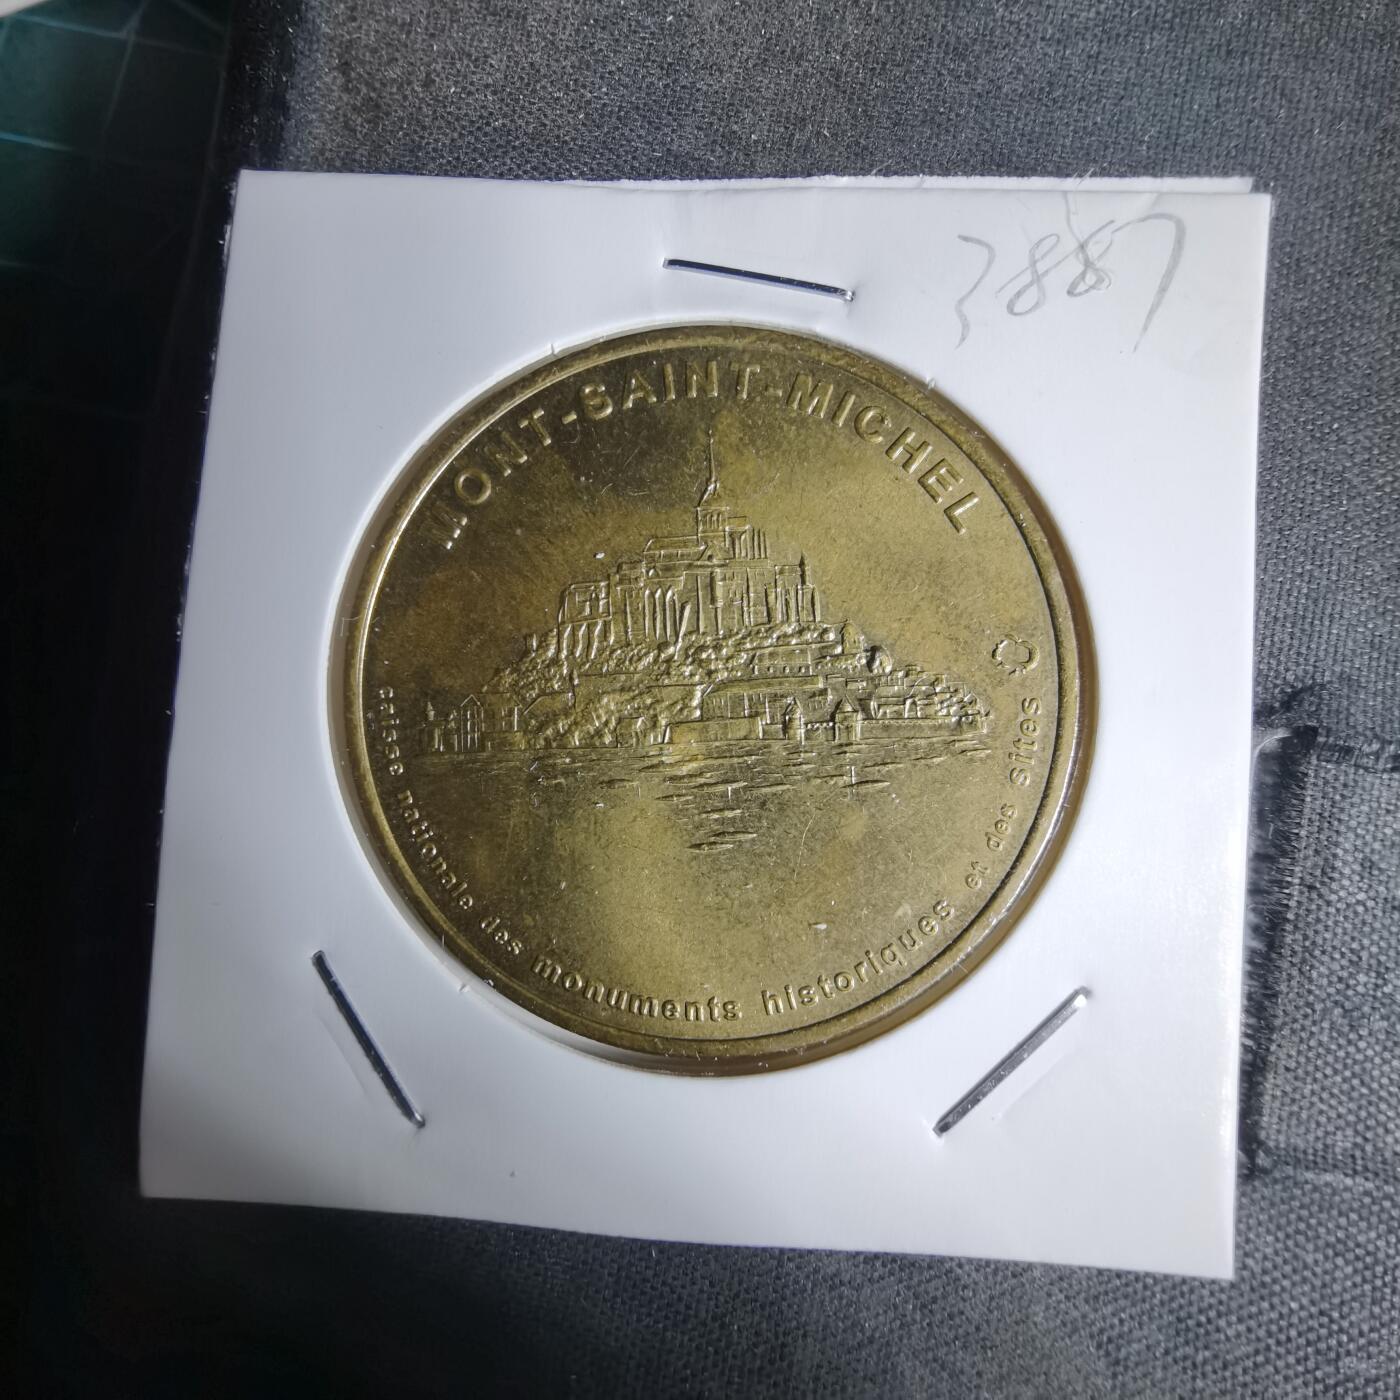 3887
MONT-SAINT-MICHEL
caisse nationale des monuments historiques et des sites